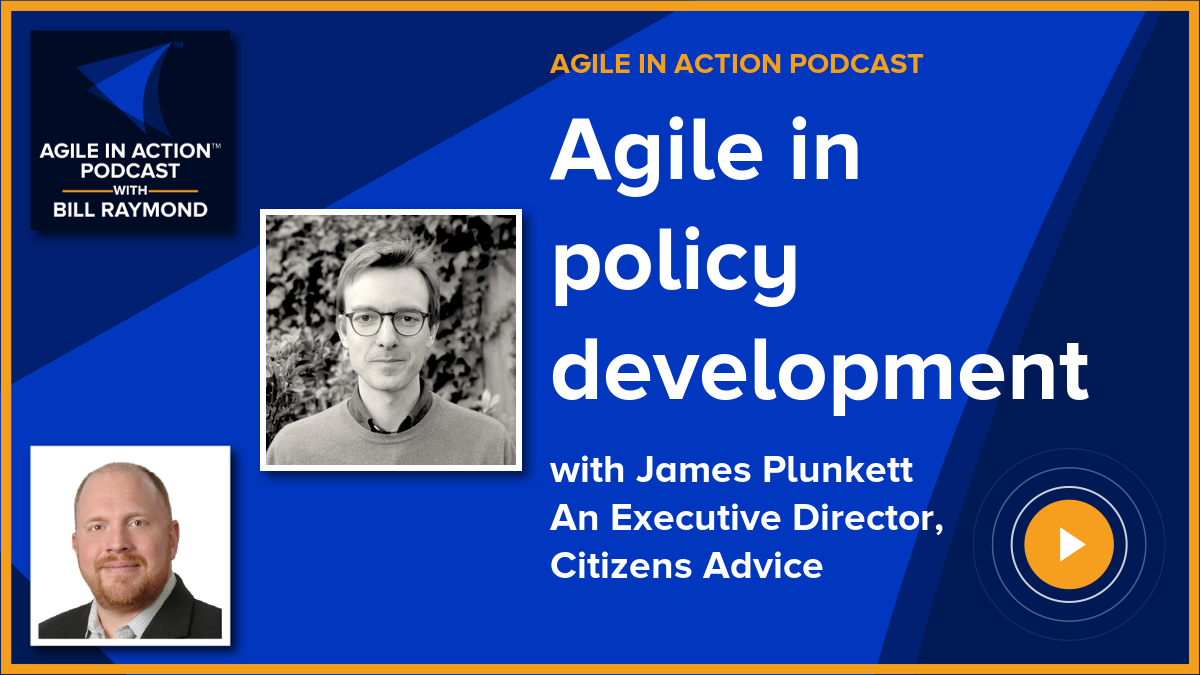 AGILE IN ACTION™
PODCAST
WITH
BILL RAYMOND
AGILE IN ACTION PODCAST
Agile in
policy
development
with James Plunkett
An Executive Director,
Citizens Advice